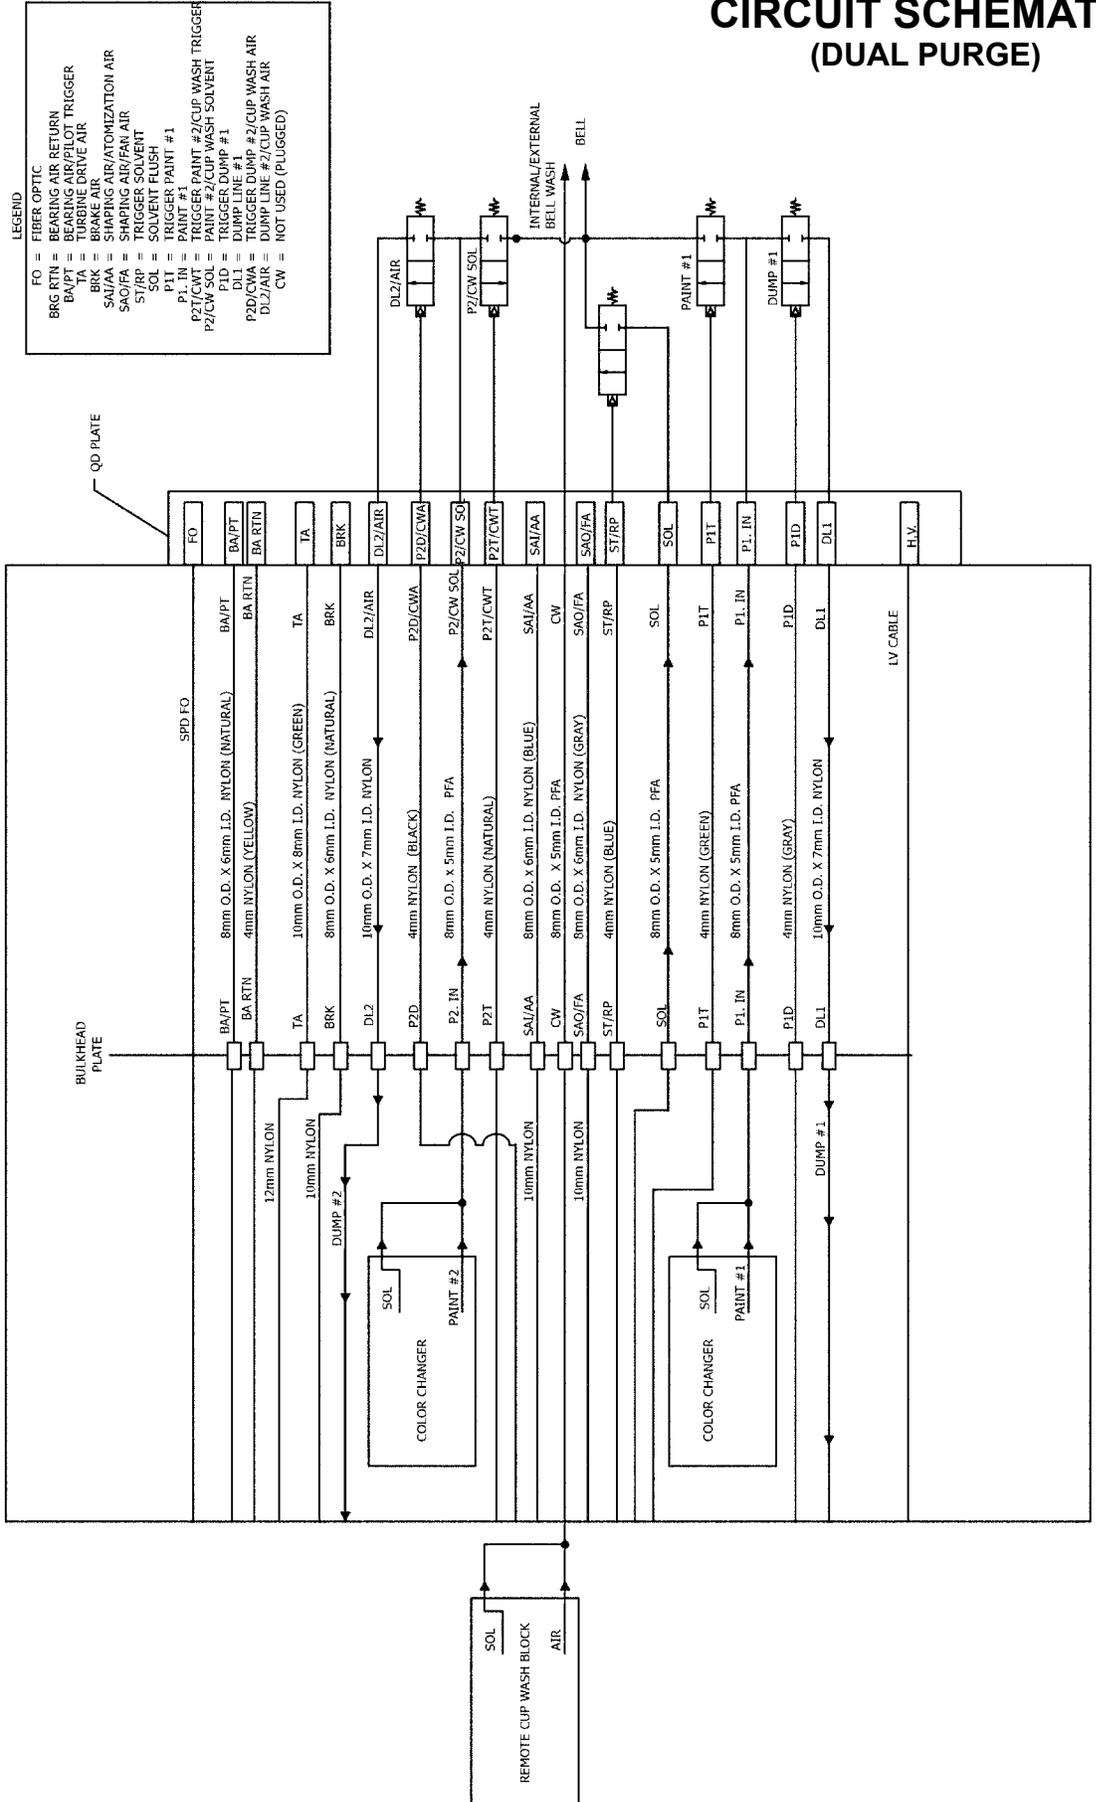 CIRCUIT SCHEMAT
(DUAL PURGE)
LEGEND
FO = FIBER OPTIC
BRG RTN = BEARING AIR RETURN
BA/PT = BEARING AIR/PILOT TRIGGER
TA = TURBINE DRIVE AIR
BRK = BRAKE AIR
SAI/AA = SHAPING AIR/ATOMIZATION AIR
SAO/FA = SHAPING AIR/FAN AIR
ST/RP = TRIGGER SOLVENT
SOL = SOLVENT FLUSH
P1T = TRIGGER PAINT #1
P1. IN = PAINT #1
P2T/CWT = TRIGGER PAINT #2/CUP WASH TRIGGER
P2/CW SOL = PAINT #2/CUP WASH SOLVENT
P1D = TRIGGER DUMP #1
DL1 = DUMP LINE #1
P2D/CWA = TRIGGER DUMP #2/CUP WASH AIR
DL2/AIR = DUMP LINE #2/CUP WASH AIR
CW = NOT USED (PLUGGED)
INTERNAL/EXTERNAL
BELL WASH
BELL
DL2/AIR
P2/CW SOL
PAINT #1
DUMP #1
QD PLATE
FO
BA/PT
BA RTN
TA
BRK
DL2/AIR
P2D/CWA
P2/CW SOL
P2T/CWT
SAI/AA
SAO/FA
ST/RP
SOL
P1T
P1. IN
P1D
DL1
H.V.
BA/PT
BA RTN
TA
BRK
DL2/AIR
P2D/CWA
P2/CW SOL
P2T/CWT
SAI/AA
CW
SAO/FA
ST/RP
SOL
P1T
P1. IN
P1D
DL1
LV CABLE
SPD FO
8mm O.D. X 6mm I.D. NYLON (NATURAL)
4mm NYLON (YELLOW)
10mm O.D. X 8mm I.D. NYLON (GREEN)
8mm O.D. X 6mm I.D. NYLON (NATURAL)
10mm O.D. X 7mm I.D. NYLON
4mm NYLON (BLACK)
8mm O.D. X 5mm I.D. PFA
4mm NYLON (NATURAL)
8mm O.D. X 6mm I.D. NYLON (BLUE)
8mm O.D. X 5mm I.D. PFA
8mm O.D. X 6mm I.D. NYLON (GRAY)
4mm NYLON (BLUE)
8mm O.D. X 5mm I.D. PFA
4mm NYLON (GREEN)
8mm O.D. X 5mm I.D. PFA
4mm NYLON (GRAY)
10mm O.D. X 7mm I.D. NYLON
BULKHEAD
PLATE
BA/PT
BA RTN
TA
BRK
DL2
P2D
P2. IN
P2T
SAI/AA
CW
SAO/FA
ST/RP
SOL
P1T
P1. IN
P1D
DL1
12mm NYLON
10mm NYLON
DUMP #2
10mm NYLON
10mm NYLON
DUMP #1
SOL
PAINT #2
COLOR CHANGER
SOL
PAINT #1
COLOR CHANGER
SOL
AIR
REMOTE CUP WASH BLOCK